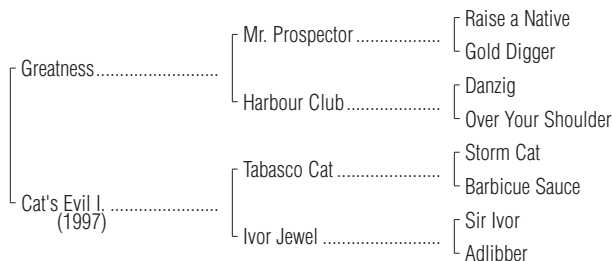 Raise a Native
Mr. Prospector ...................
Gold Digger
Greatness ............................
Danzig
Harbour Club .....................
Over Your Shoulder
Storm Cat
Tabasco Cat .......................
Barbicue Sauce
Cat's Evil I. .........................
(1997)
Sir Ivor
Ivor Jewel ...........................
Adlibber